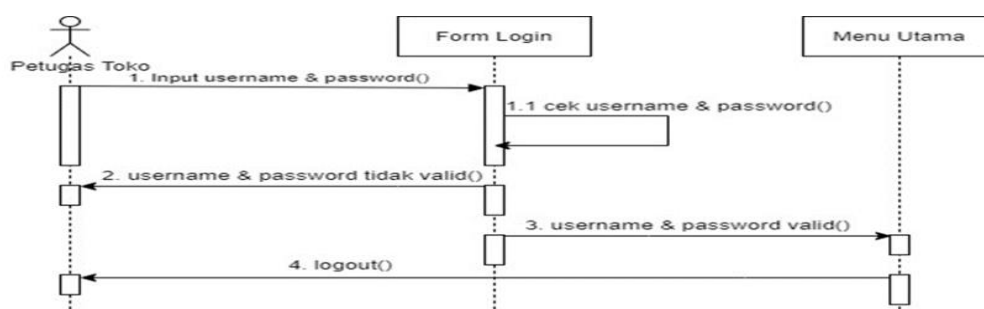 Form Login
Menu Utama
Petugas Toko
1. Input username & password()
1.1 cek username & password()
2. username & password tidak valid()
3. username & password valid()
4. logout()